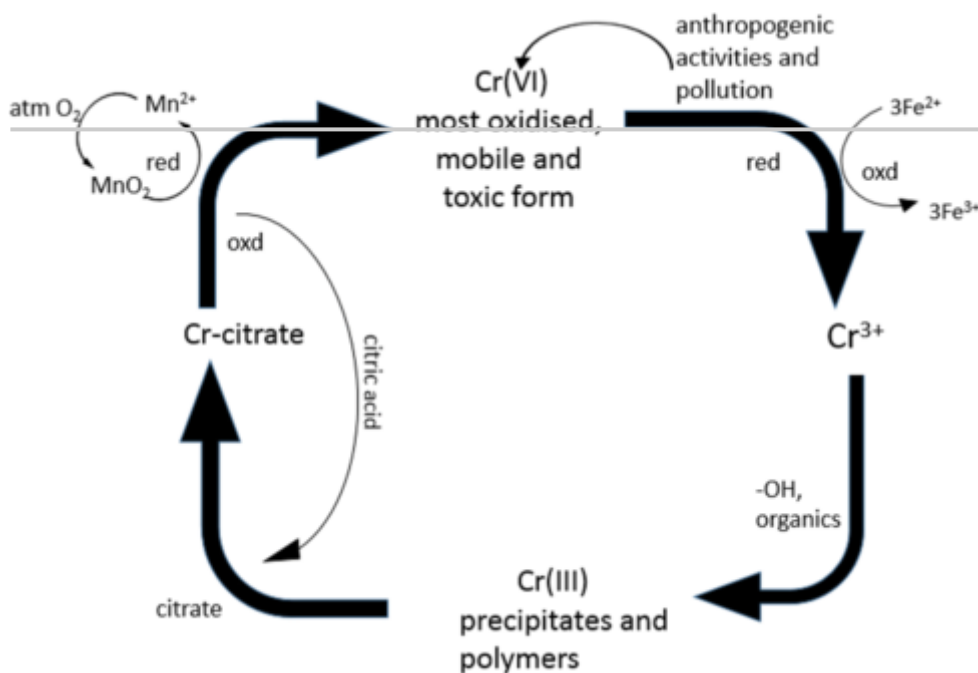 anthropogenic
activities and
pollution
Cr(VI)
most oxidised,
mobile and
toxic form
atm O₂
Mn²⁺
red
MnO₂
3Fe²⁺
red
oxd
3Fe³⁺
oxd
Cr-citrate
citric acid
Cr³⁺
-OH,
organics
citrate
Cr(III)
precipitates and
polymers